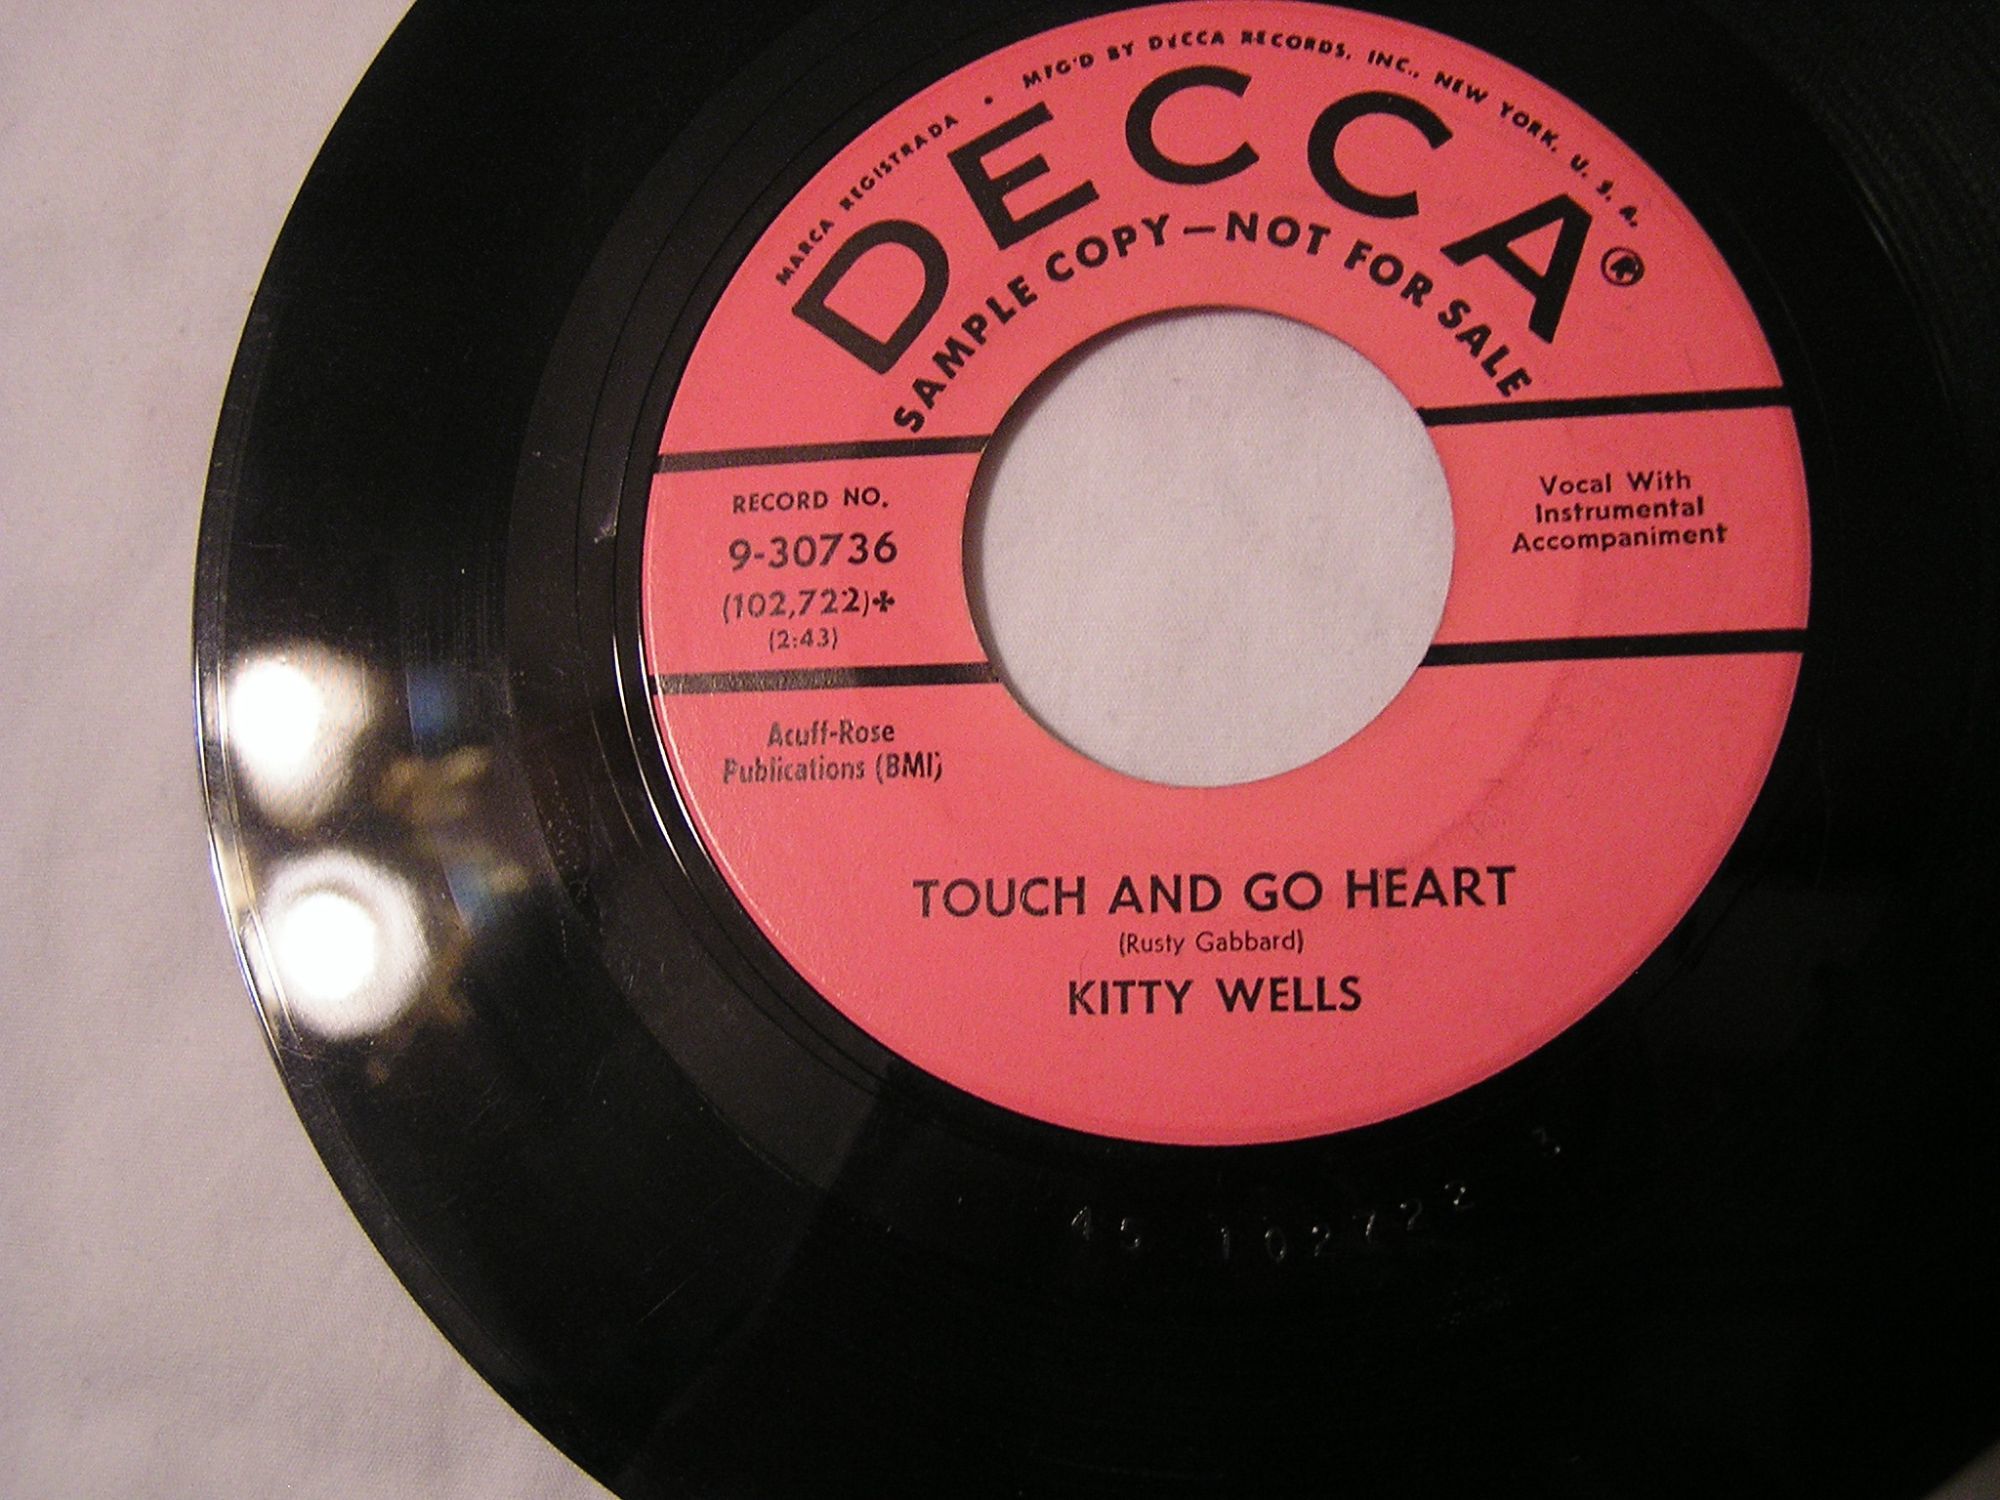 MARCA REGISTRADA • MFG'D BY DECCA RECORDS, INC., NEW YORK, U. S. A.
DECCA®
SAMPLE COPY—NOT FOR SALE
RECORD NO.
9-30736
(102,722)✤
(2:43)
Vocal With
Instrumental
Accompaniment
Acuff-Rose
Publications (BMI)
TOUCH AND GO HEART
(Rusty Gabbard)
KITTY WELLS
45 102722 3